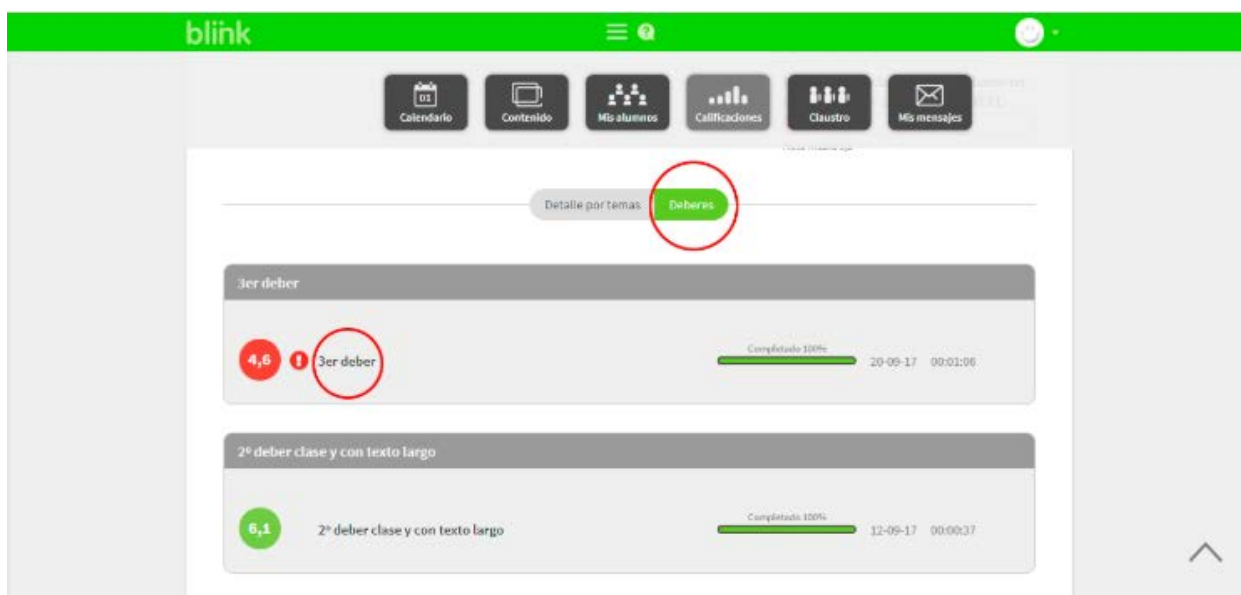 blink
01
Calendario
Contenido
Mis alumnos
Calificaciones
Claustro
Mis mensajes
Detalle por temas
Deberes
3er deber
4,6
3er deber
Completado 100%
20-09-17 00:01:06
2º deber clase y con texto largo
6,1
2º deber clase y con texto largo
Completado 100%
12-09-17 00:00:37